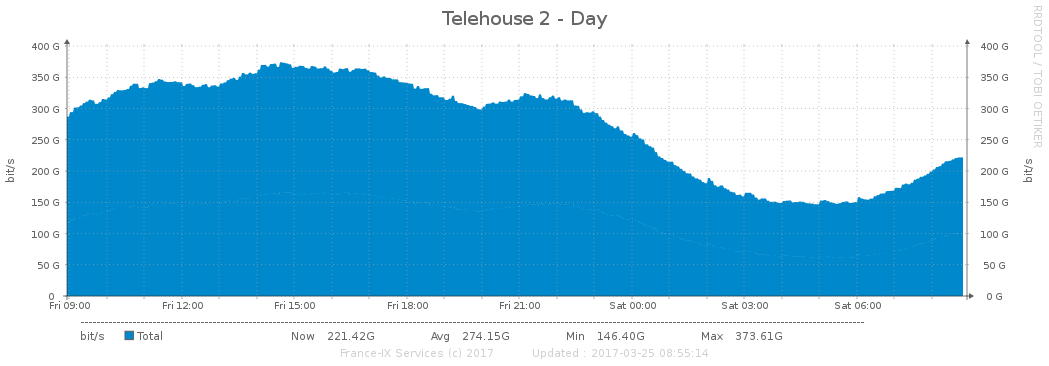 Telehouse 2 - Day
RRDTOOL / TOBI OETIKER
bit/s
400 G
350 G
300 G
250 G
200 G
150 G
100 G
50 G
0
400 G
350 G
300 G
250 G
200 G
150 G
100 G
50 G
0 G
bit/s
Fri 09:00 Fri 12:00 Fri 15:00 Fri 18:00 Fri 21:00 Sat 00:00 Sat 03:00 Sat 06:00
bit/s Total Now 221.42G Avg 274.15G Min 146.40G Max 373.61G
France-IX Services (c) 2017 Updated : 2017-03-25 08:55:14